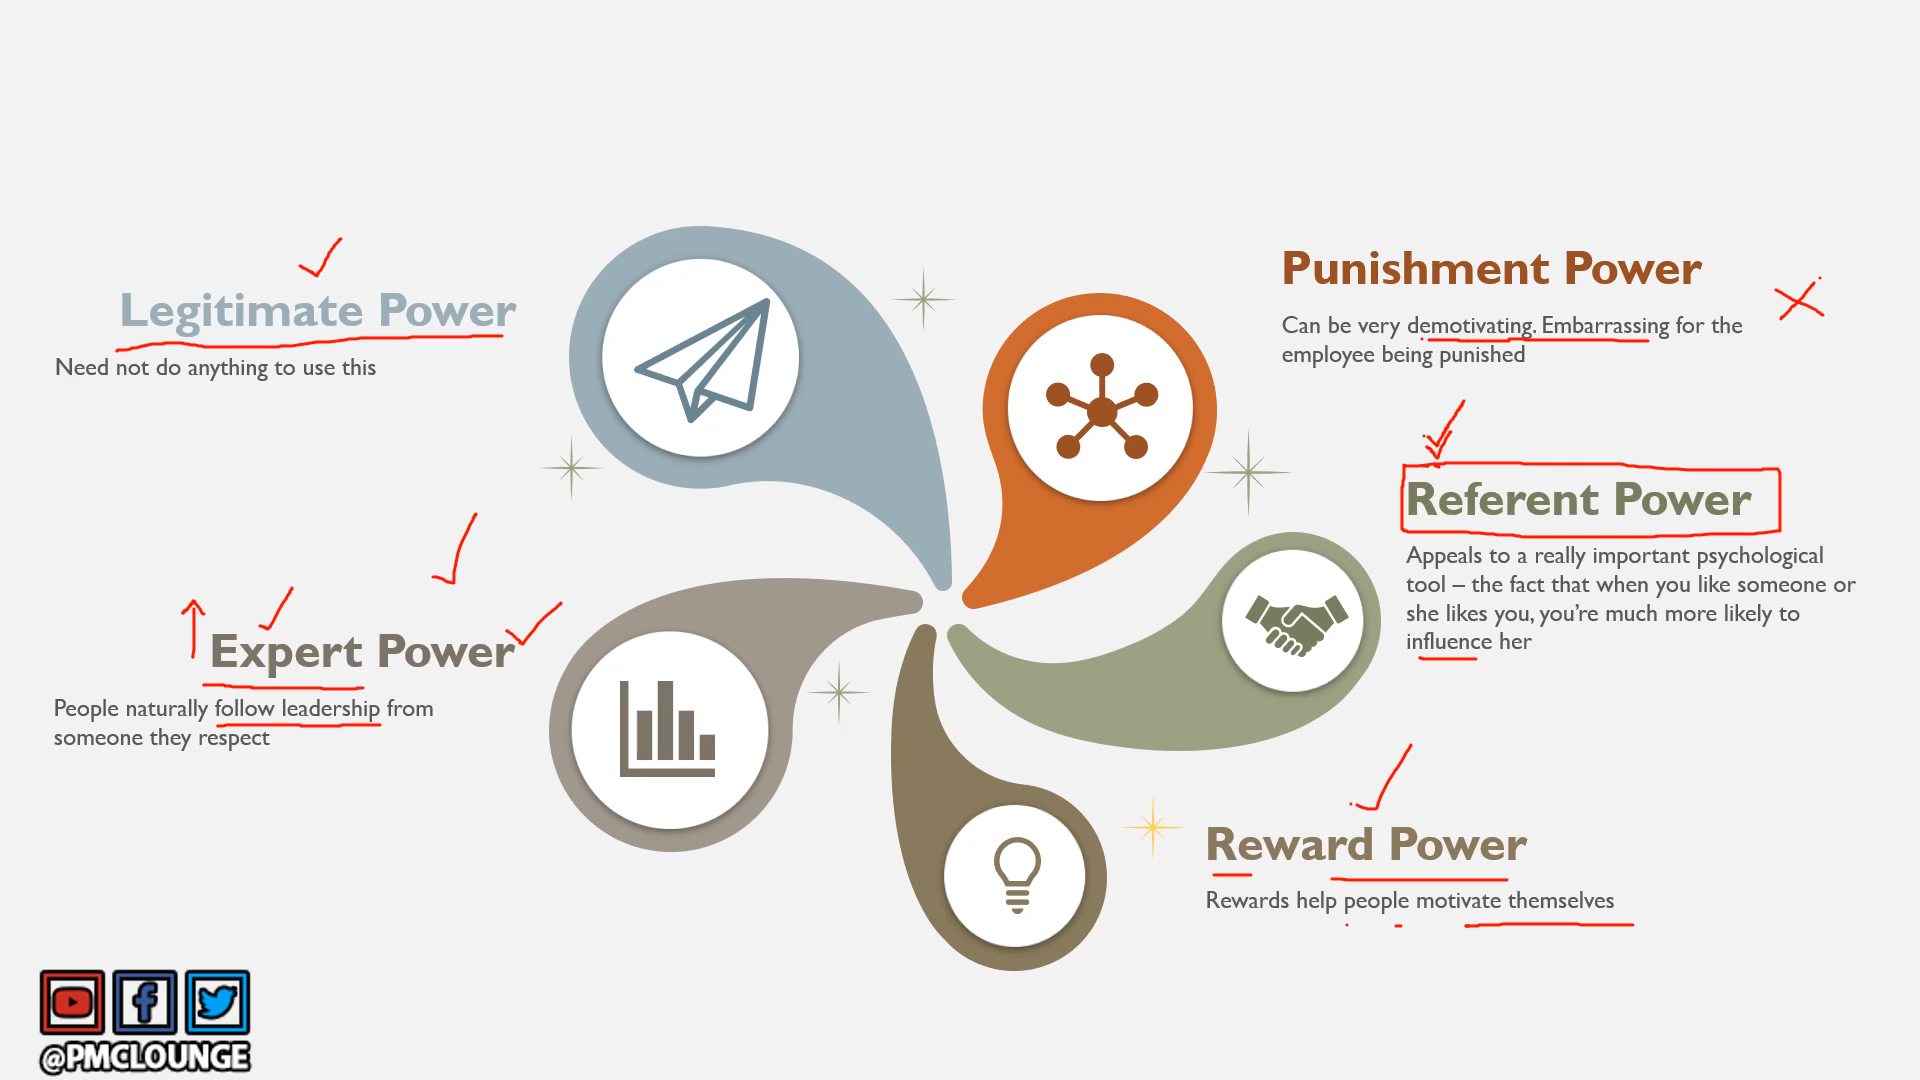 Legitimate Power
Need not do anything to use this
Expert Power
People naturally follow leadership from
someone they respect
Punishment Power
Can be very demotivating. Embarrassing for the
employee being punished
Referent Power
Appeals to a really important psychological
tool – the fact that when you like someone or
she likes you, you’re much more likely to
influence her
Reward Power
Rewards help people motivate themselves
@PMCLOUNGE